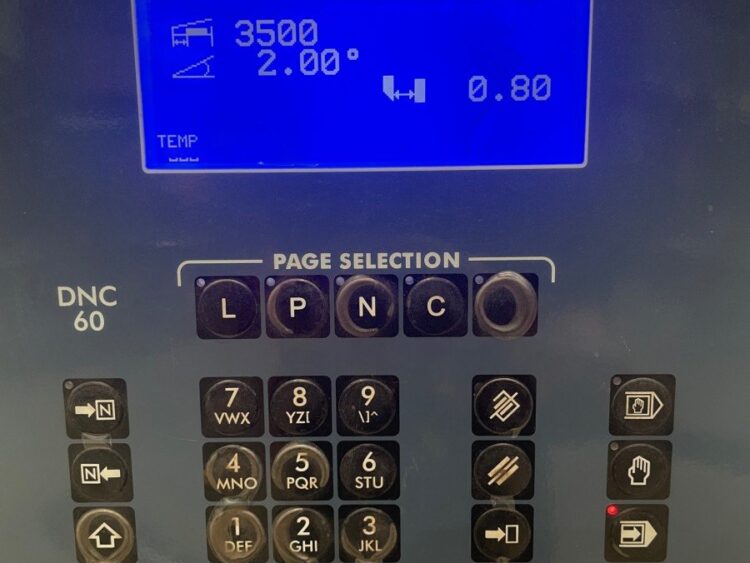 3500
2.00°
0.80
TEMP
PAGE SELECTION
DNC
60
L P N C
7 8 9
VWX YZ[ \]^
N
4 5 6
MNO PQR STU
N
1 2 3
DEF GHI JKL